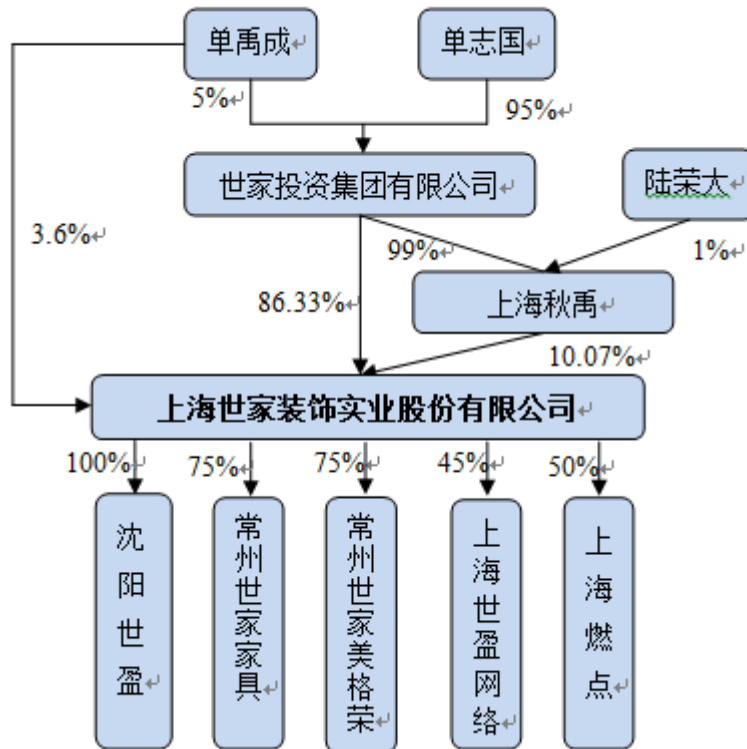 单禹成
单志国
5%
95%
世家投资集团有限公司
陆荣太
3.6%
99%
1%
86.33%
上海秋禹
10.07%
上海世家装饰实业股份有限公司
100%
75%
75%
45%
50%
沈阳世盈
常州世家家具
常州世家美格荣
上海世盈网络
上海燃点